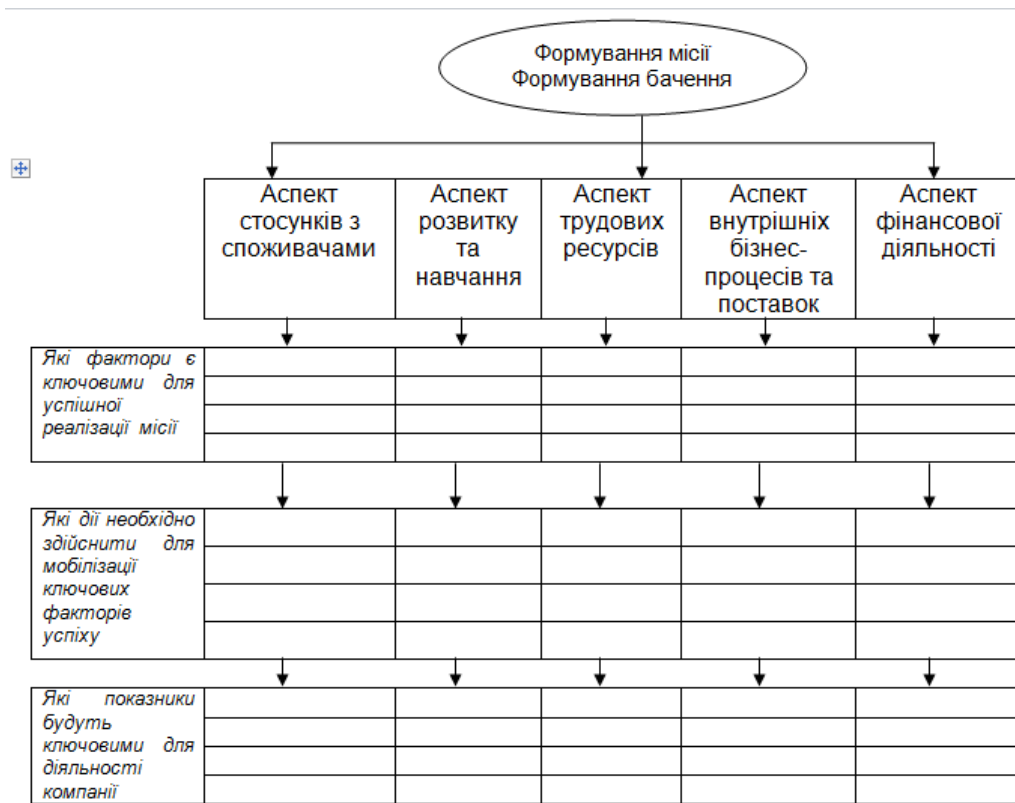 Формування місії
Формування бачення
Аспект
стосунків з
споживачами
Аспект
розвитку
та
навчання
Аспект
трудових
ресурсів
Аспект
внутрішніх
бізнес-
процесів та
поставок
Аспект
фінансової
діяльності
Які фактори є
ключовими для
успішної
реалізації місії
Які дії необхідно
здійснити для
мобілізації
ключових
факторів
успіху
Які показники
будуть
ключовими для
діяльності
компанії